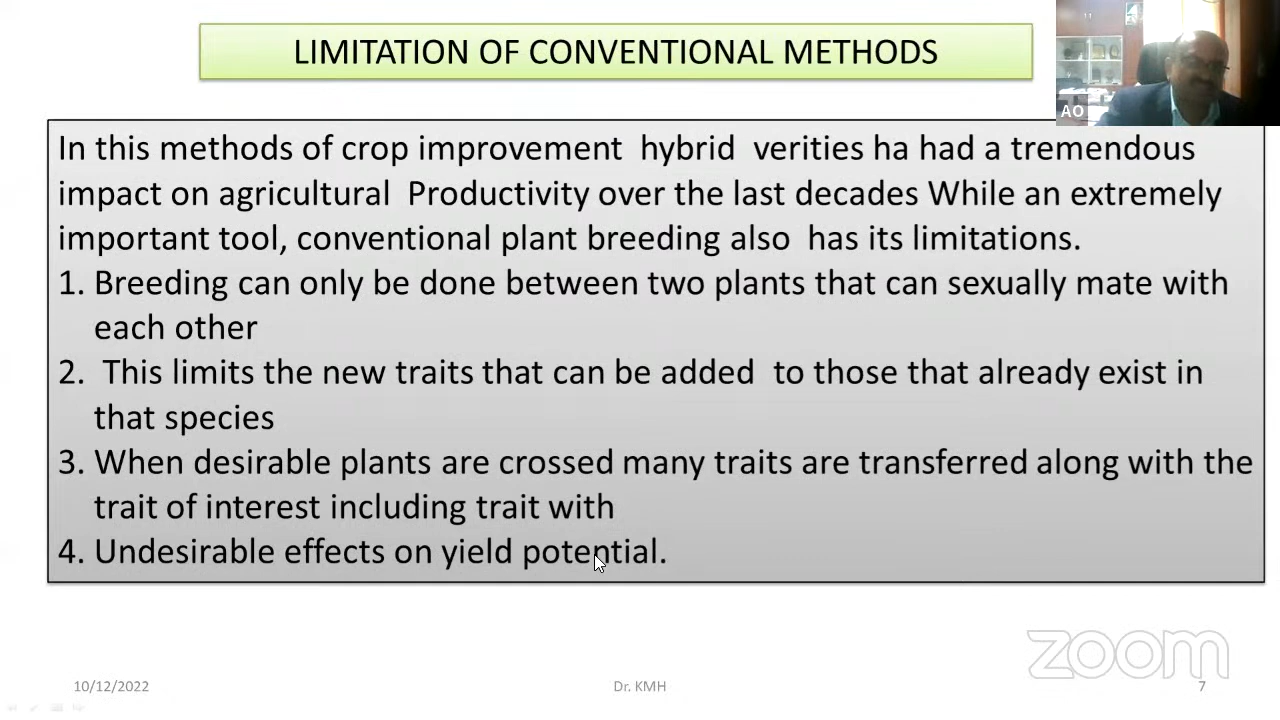 LIMITATION OF CONVENTIONAL METHODS
AO
In this methods of crop improvement hybrid verities ha had a tremendous
impact on agricultural Productivity over the last decades While an extremely
important tool, conventional plant breeding also has its limitations.
1. Breeding can only be done between two plants that can sexually mate with
each other
2. This limits the new traits that can be added to those that already exist in
that species
3. When desirable plants are crossed many traits are transferred along with the
trait of interest including trait with
4. Undesirable effects on yield potential.
zoom
10/12/2022
Dr. KMH
7